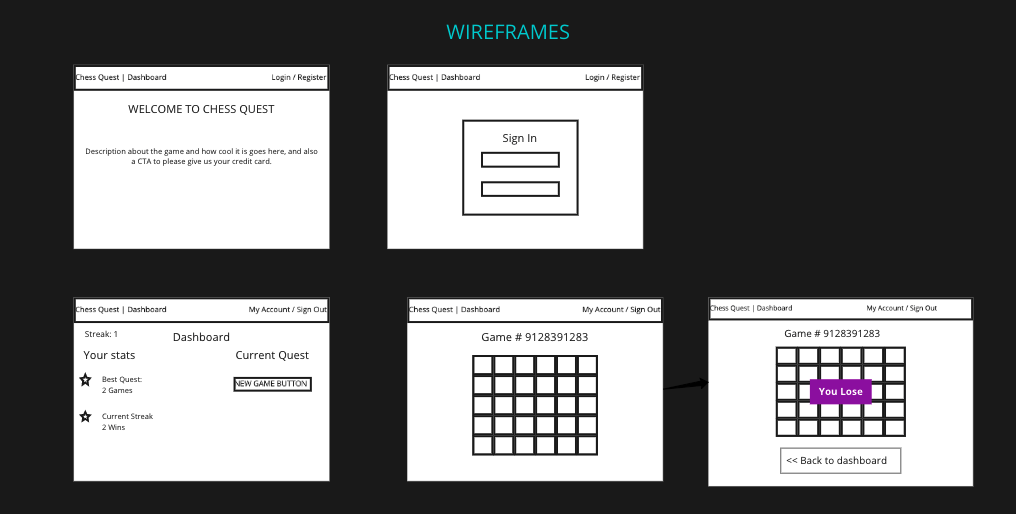 WIREFRAMES
Chess Quest | Dashboard
Login / Register
WELCOME TO CHESS QUEST
Description about the game and how cool it is goes here, and also
a CTA to please give us your credit card.
Chess Quest | Dashboard
Login / Register
Sign In
Chess Quest | Dashboard
My Account / Sign Out
Streak: 1
Dashboard
Your stats
Current Quest
Best Quest:
2 Games
NEW GAME BUTTON
Current Streak
2 Wins
Chess Quest | Dashboard
My Account / Sign Out
Game # 9128391283
Chess Quest | Dashboard
My Account / Sign Out
Game # 9128391283
You Lose
<< Back to dashboard